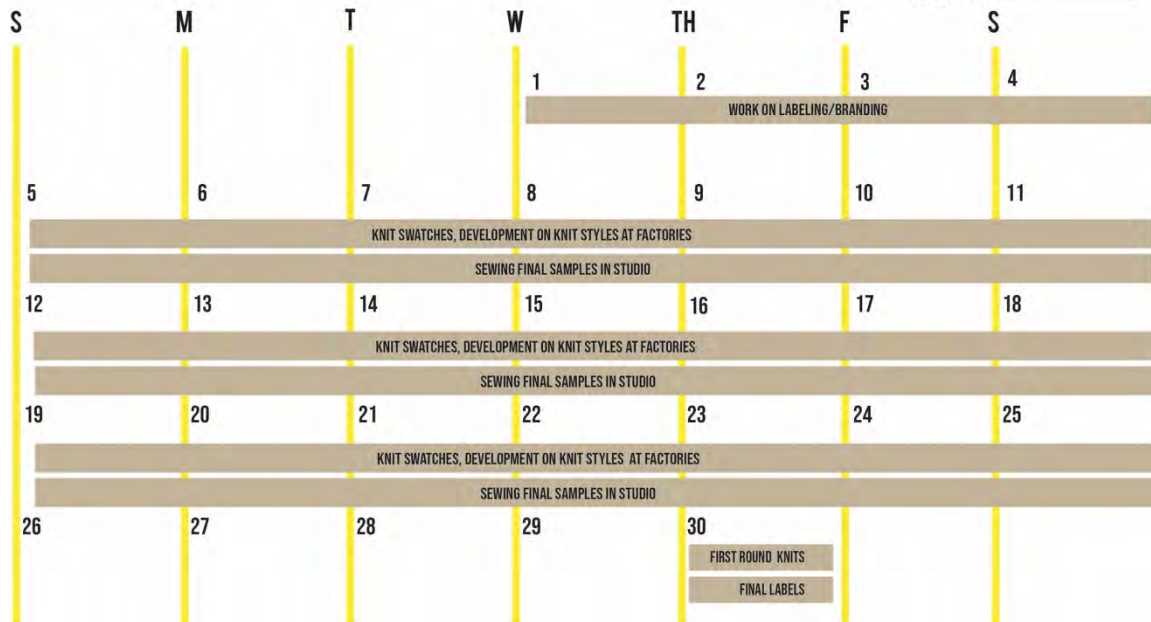 S M T W TH F S
1 2 3 4
WORK ON LABELING/BRANDING
5 6 7 8 9 10 11
KNIT SWATCHES, DEVELOPMENT ON KNIT STYLES AT FACTORIES
SEWING FINAL SAMPLES IN STUDIO
12 13 14 15 16 17 18
KNIT SWATCHES, DEVELOPMENT ON KNIT STYLES AT FACTORIES
SEWING FINAL SAMPLES IN STUDIO
19 20 21 22 23 24 25
KNIT SWATCHES, DEVELOPMENT ON KNIT STYLES AT FACTORIES
SEWING FINAL SAMPLES IN STUDIO
26 27 28 29 30
FIRST ROUND KNITS
FINAL LABELS